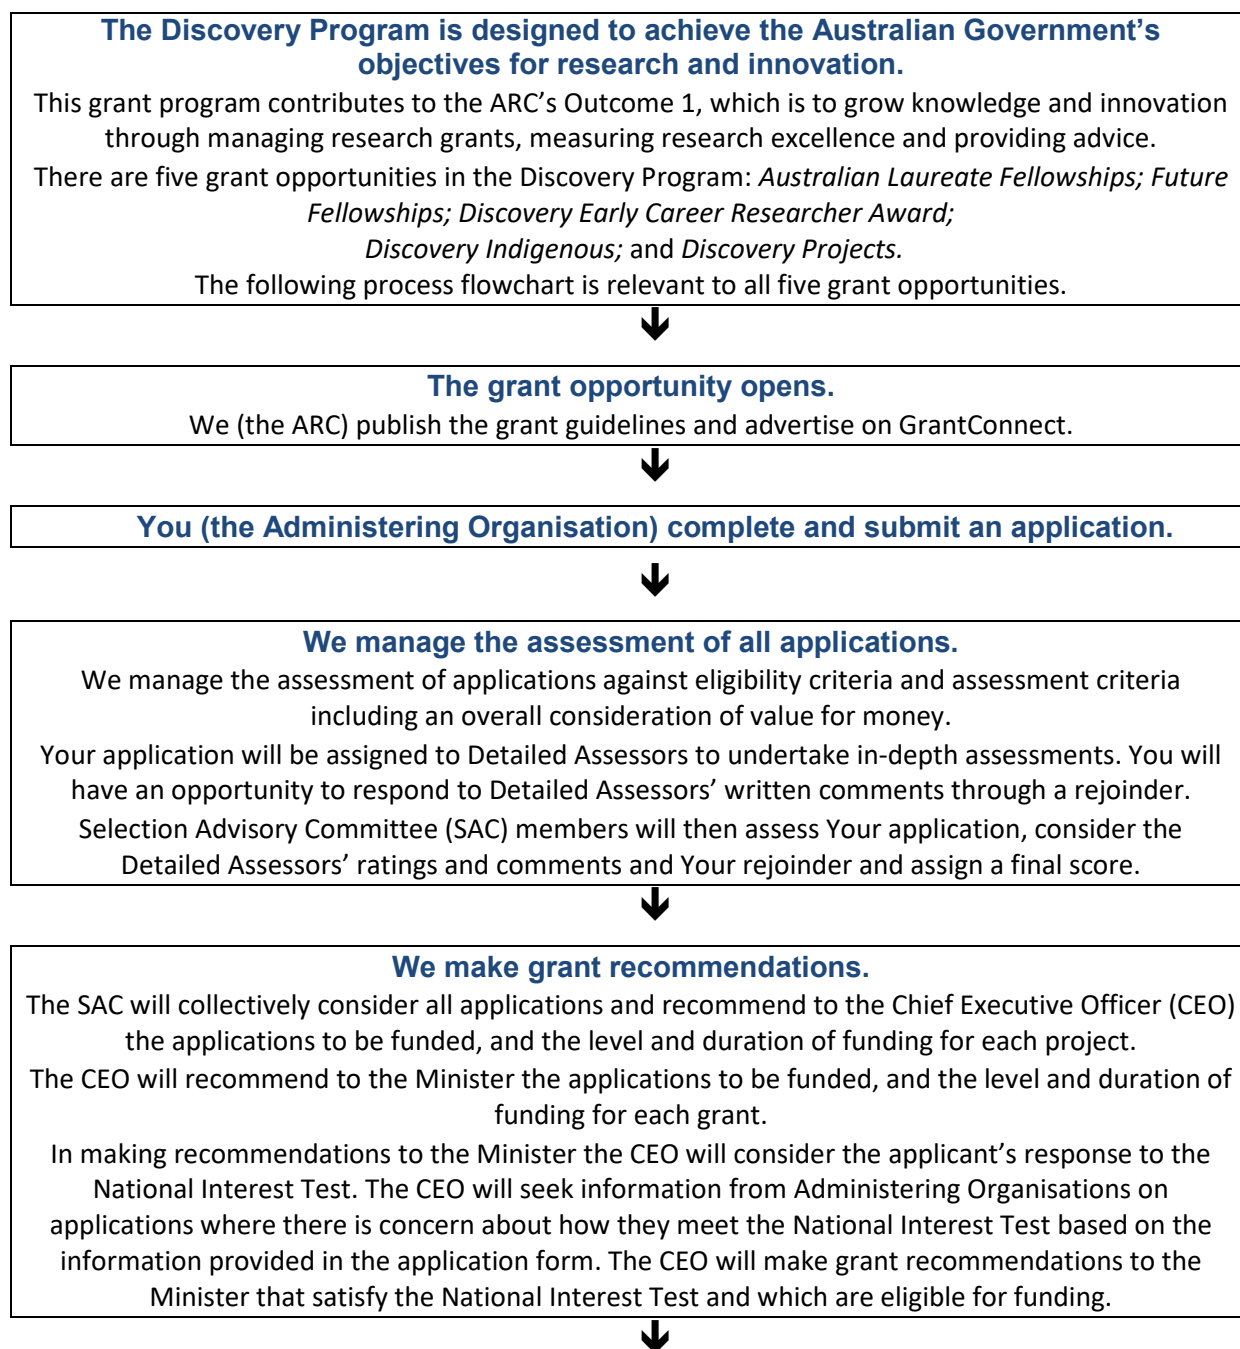 The Discovery Program is designed to achieve the Australian Government’s
objectives for research and innovation.
This grant program contributes to the ARC’s Outcome 1, which is to grow knowledge and innovation
through managing research grants, measuring research excellence and providing advice.
There are five grant opportunities in the Discovery Program: Australian Laureate Fellowships; Future
Fellowships; Discovery Early Career Researcher Award;
Discovery Indigenous; and Discovery Projects.
The following process flowchart is relevant to all five grant opportunities.
The grant opportunity opens.
We (the ARC) publish the grant guidelines and advertise on GrantConnect.
You (the Administering Organisation) complete and submit an application.
We manage the assessment of all applications.
We manage the assessment of applications against eligibility criteria and assessment criteria
including an overall consideration of value for money.
Your application will be assigned to Detailed Assessors to undertake in-depth assessments. You will
have an opportunity to respond to Detailed Assessors’ written comments through a rejoinder.
Selection Advisory Committee (SAC) members will then assess Your application, consider the
Detailed Assessors’ ratings and comments and Your rejoinder and assign a final score.
We make grant recommendations.
The SAC will collectively consider all applications and recommend to the Chief Executive Officer (CEO)
the applications to be funded, and the level and duration of funding for each project.
The CEO will recommend to the Minister the applications to be funded, and the level and duration of
funding for each grant.
In making recommendations to the Minister the CEO will consider the applicant’s response to the
National Interest Test. The CEO will seek information from Administering Organisations on
applications where there is concern about how they meet the National Interest Test based on the
information provided in the application form. The CEO will make grant recommendations to the
Minister that satisfy the National Interest Test and which are eligible for funding.